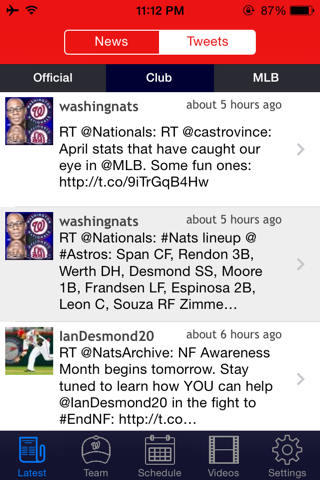 11:12 PM 87%
News Tweets
Official Club MLB
washingnats about 5 hours ago
RT @Nationals: RT @castrovince:
April stats that have caught our
eye in @MLB. Some fun ones:
http://t.co/9iTrGqB4Hw
washingnats about 5 hours ago
RT @Nationals: #Nats lineup @
#Astros: Span CF, Rendon 3B,
Werth DH, Desmond SS, Moore
1B, Frandsen LF, Espinosa 2B,
Leon C, Souza RF Zimme...
IanDesmond20 about 6 hours ago
RT @NatsArchive: NF Awareness
Month begins tomorrow. Stay
tuned to learn how YOU can help
@IanDesmond20 in the fight to
#EndNF: http://t.co...
Latest Team Schedule Videos Settings